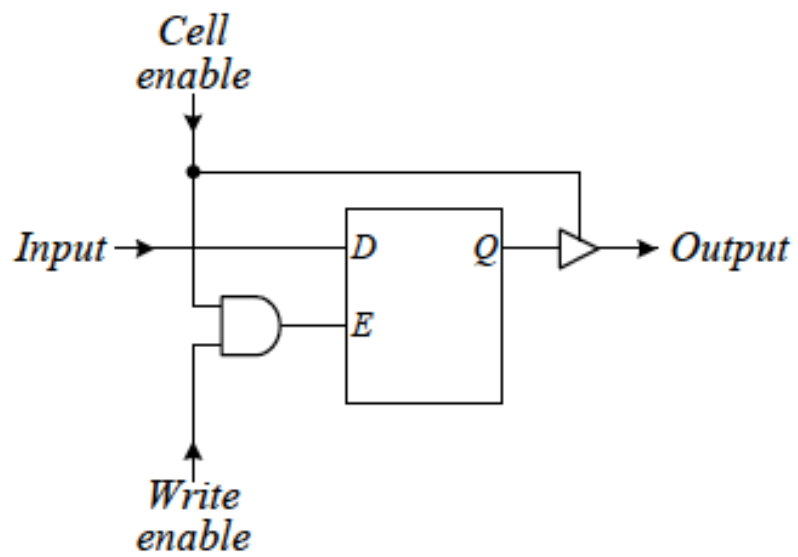 Cell
enable
Input
D
Q
Output
E
Write
enable